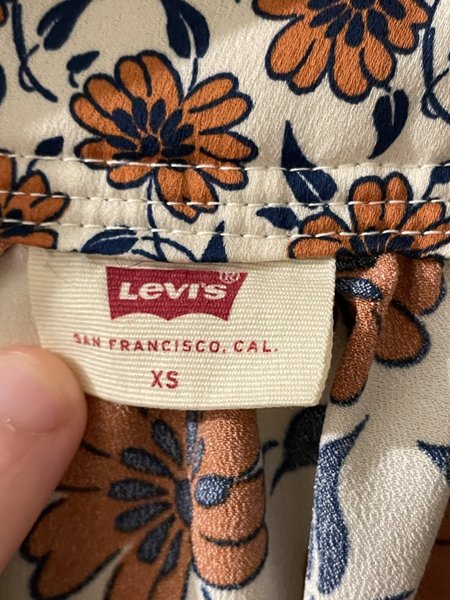 Levi's®
SAN FRANCISCO, CAL.
XS